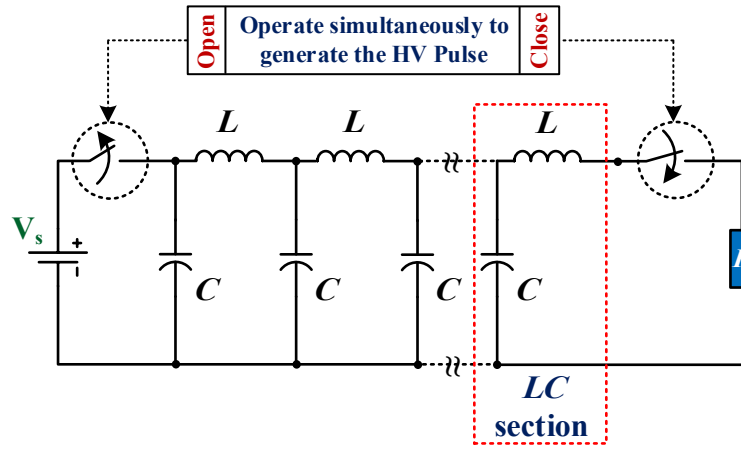 Open
Operate simultaneously to
generate the HV Pulse
Close
L
L
L
Vs
+
C
C
C
C
LC
section